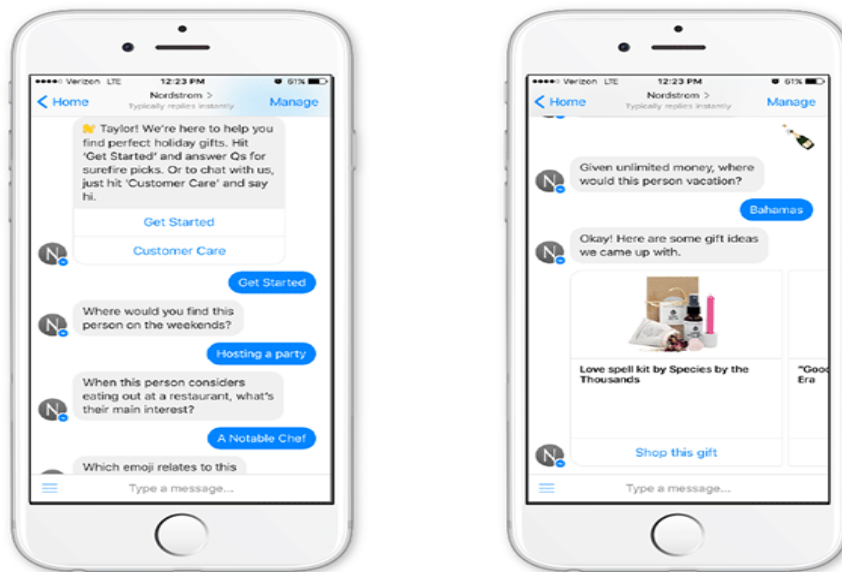 Verizon LTE 12:23 PM 61%
Home
Nordstrom >
Typically replies instantly
Manage
👋 Taylor! We're here to help you
find perfect holiday gifts. Hit
'Get Started' and answer Qs for
surefire picks. Or to chat with us,
just hit 'Customer Care' and say
hi.
Get Started
Customer Care
N
Get Started
Where would you find this
person on the weekends?
N
Hosting a party
When this person considers
eating out at a restaurant, what's
their main interest?
N
A Notable Chef
Which emoji relates to this
Type a message...
Verizon LTE 12:23 PM 61%
Home
Nordstrom >
Typically replies instantly
Manage
Given unlimited money, where
would this person vacation?
N
Bahamas
Okay! Here are some gift ideas
we came up with.
N
Love spell kit by Species by the
Thousands
"Good
Era
Shop this gift
N
Type a message...